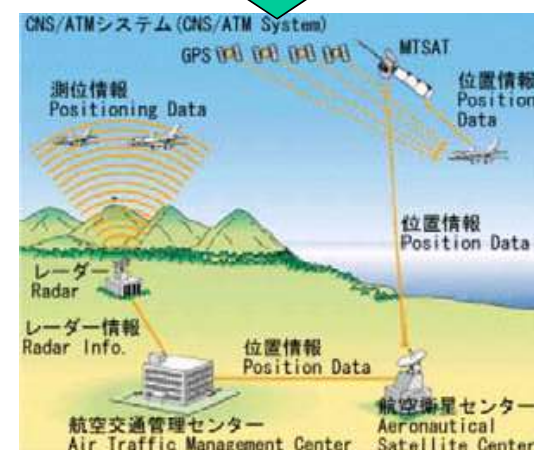 CNS/ATMシステム(CNS/ATM System)
GPS
MTSAT
測位情報
Positioning Data
位置情報
Position
Data
位置情報
Position Data
レーダー
Radar
レーダー情報
Radar Info.
位置情報
Position Data
航空交通管理センター
Air Traffic Management Center
航空衛星センター
Aeronautical
Satellite Center